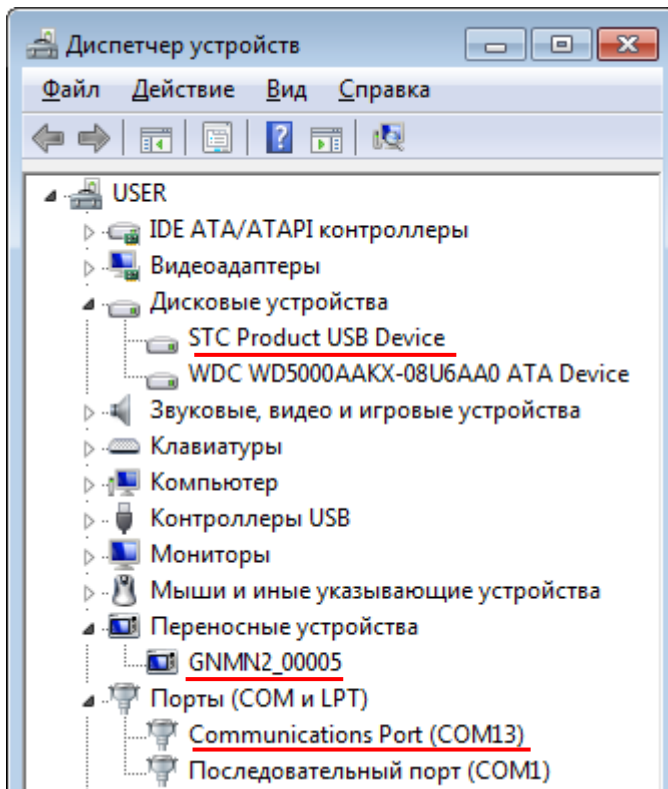 Диспетчер устройств
Файл Действие Вид Справка
USER
IDE ATA/ATAPI контроллеры
Видеоадаптеры
Дисковые устройства
STC Product USB Device
WDC WD5000AAKX-08U6AA0 ATA Device
Звуковые, видео и игровые устройства
Клавиатуры
Компьютер
Контроллеры USB
Мониторы
Мыши и иные указывающие устройства
Переносные устройства
GNMN2_00005
Порты (COM и LPT)
Communications Port (COM13)
Последовательный порт (COM1)